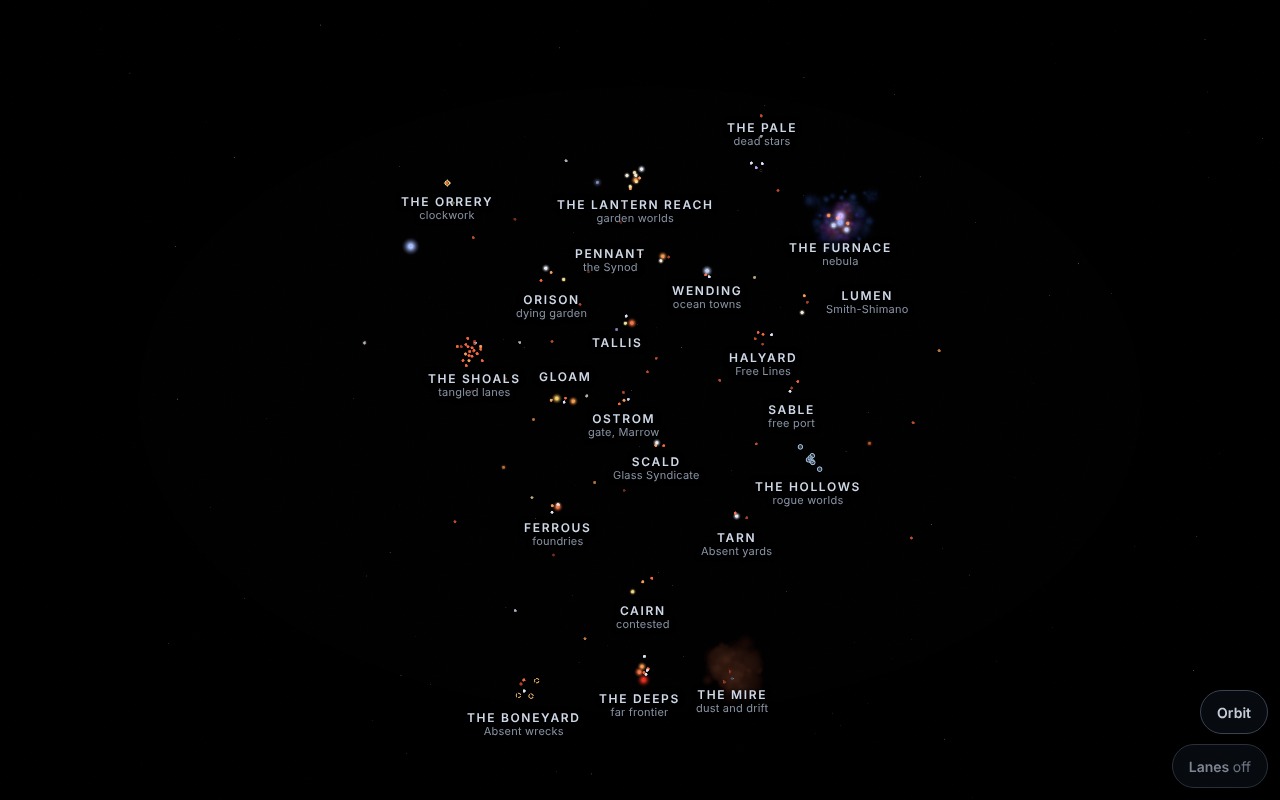 THE PALE
dead stars
THE ORRERY
clockwork
THE LANTERN REACH
garden worlds
THE FURNACE
nebula
PENNANT
the Synod
WENDING
ocean towns
ORISON
dying garden
LUMEN
Smith-Shimano
TALLIS
HALYARD
Free Lines
THE SHOALS
tangled lanes
GLOAM
OSTROM
gate, Marrow
SABLE
free port
SCALD
Glass Syndicate
THE HOLLOWS
rogue worlds
FERROUS
foundries
TARN
Absent yards
CAIRN
contested
THE DEEPS
far frontier
THE MIRE
dust and drift
THE BONEYARD
Absent wrecks
Orbit
Lanes off